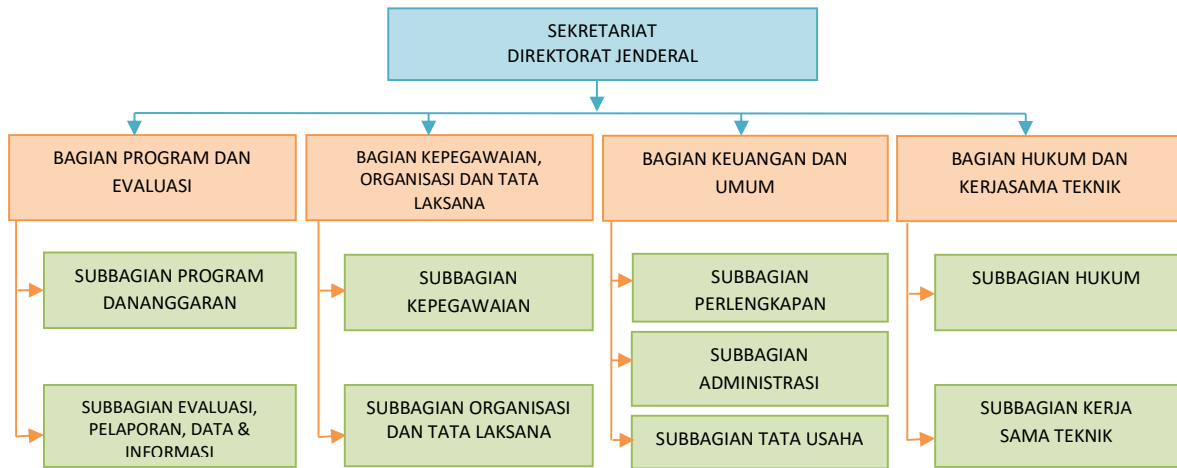 SEKRETARIAT
DIREKTORAT JENDERAL
BAGIAN PROGRAM DAN
EVALUASI
BAGIAN KEPEGAWAIAN,
ORGANISASI DAN TATA
LAKSANA
BAGIAN KEUANGAN DAN
UMUM
BAGIAN HUKUM DAN
KERJASAMA TEKNIK
SUBBAGIAN PROGRAM
DANANGGARAN
SUBBAGIAN
KEPEGAWAIAN
SUBBAGIAN
PERLENGKAPAN
SUBBAGIAN HUKUM
SUBBAGIAN
ADMINISTRASI
SUBBAGIAN EVALUASI,
PELAPORAN, DATA &
INFORMASI
SUBBAGIAN ORGANISASI
DAN TATA LAKSANA
SUBBAGIAN TATA USAHA
SUBBAGIAN KERJA
SAMA TEKNIK